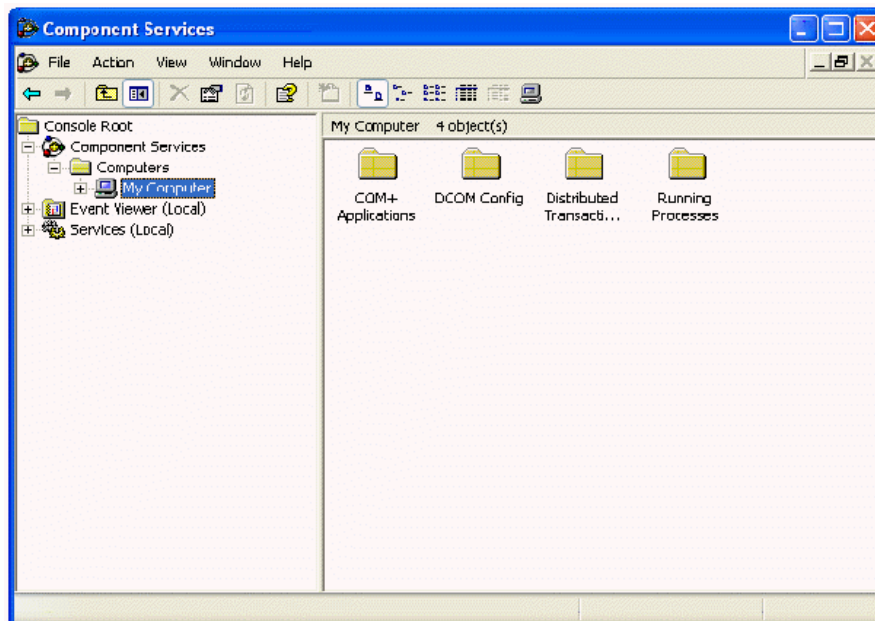 Component Services
File Action View Window Help
Console Root
Component Services
Computers
My Computer
Event Viewer (Local)
Services (Local)
My Computer 4 object(s)
COM+ Applications
DCOM Config
Distributed Transacti...
Running Processes